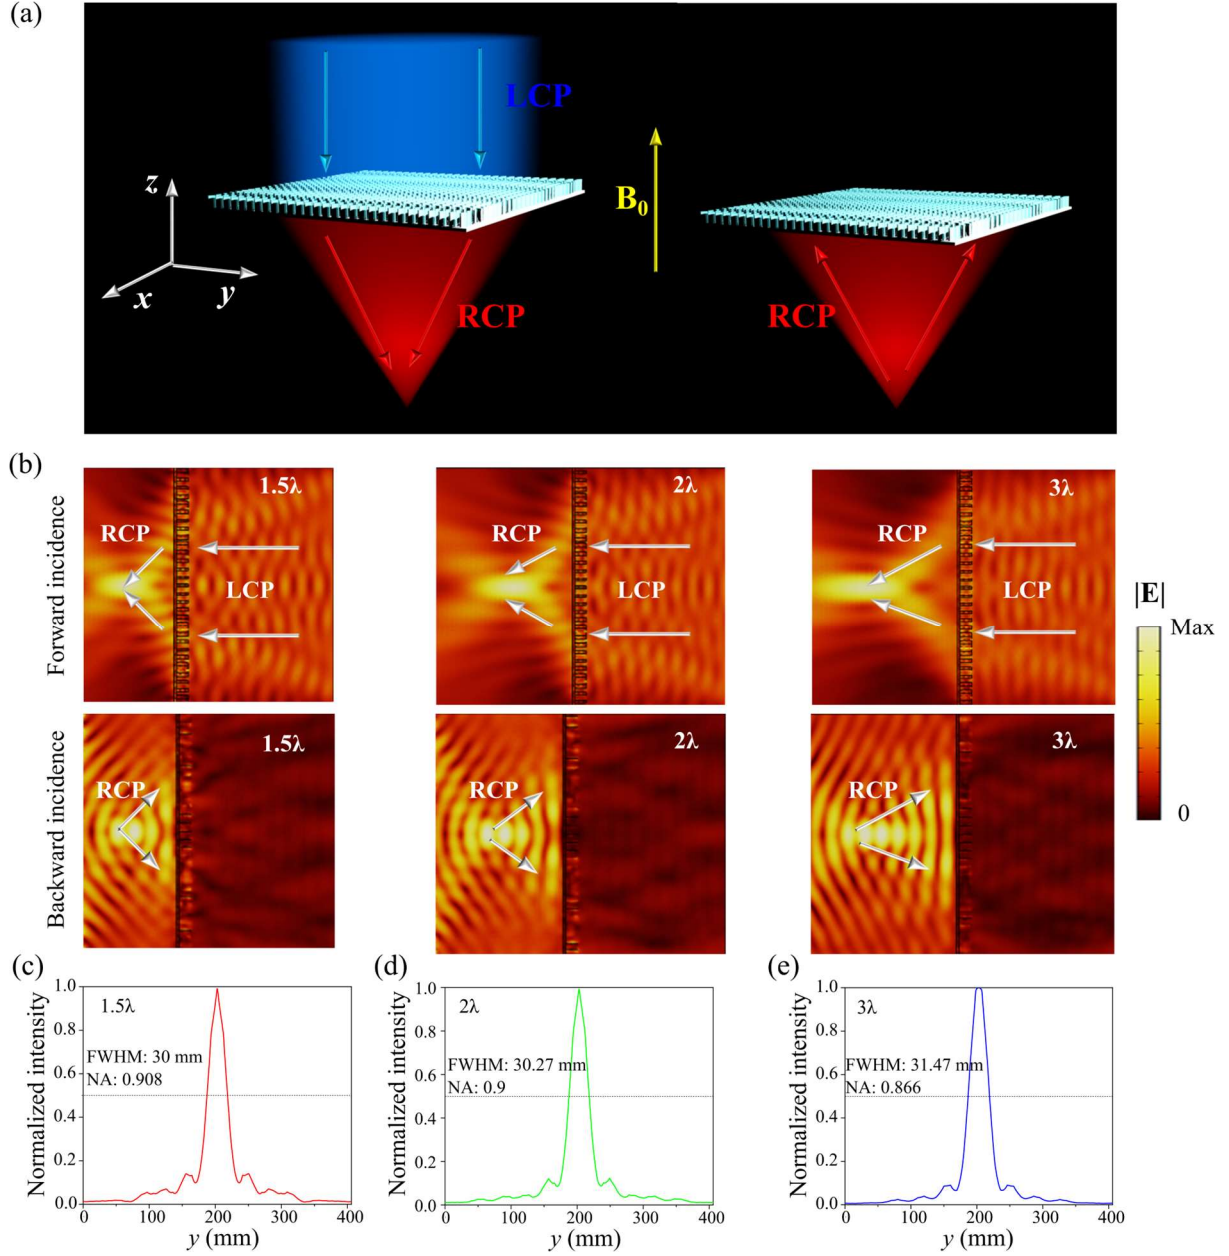 (a)
LCP
z
B0
x
y
RCP
RCP
(b)
Forward incidence
1.5λ
RCP
LCP
2λ
RCP
LCP
3λ
RCP
LCP
|E|
Max
0
Backward incidence
1.5λ
RCP
2λ
RCP
3λ
RCP
(c)
Normalized intensity
1.0
0.8
0.6
0.4
0.2
0.0
1.5λ
FWHM: 30 mm
NA: 0.908
0 100 200 300 400
y (mm)
(d)
Normalized intensity
1.0
0.8
0.6
0.4
0.2
0.0
2λ
FWHM: 30.27 mm
NA: 0.9
0 100 200 300 400
y (mm)
(e)
Normalized intensity
1.0
0.8
0.6
0.4
0.2
0.0
3λ
FWHM: 31.47 mm
NA: 0.866
0 100 200 300 400
y (mm)